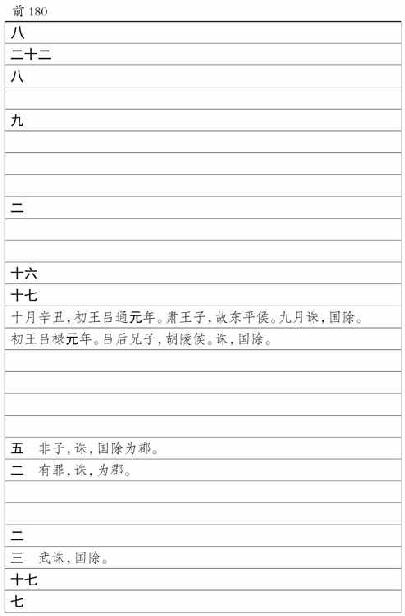 前180
八
二十二
八
九
二
十六
十七
十月辛丑，初王吕通元年。肃王子，故东平侯。九月诛，国除。
初王吕禄元年。吕后兄子，胡陵侯。诛，国除。
五 非子，诛，国除为郡。
二 有罪，诛，为郡。
二
三 武诛，国除。
十七
七